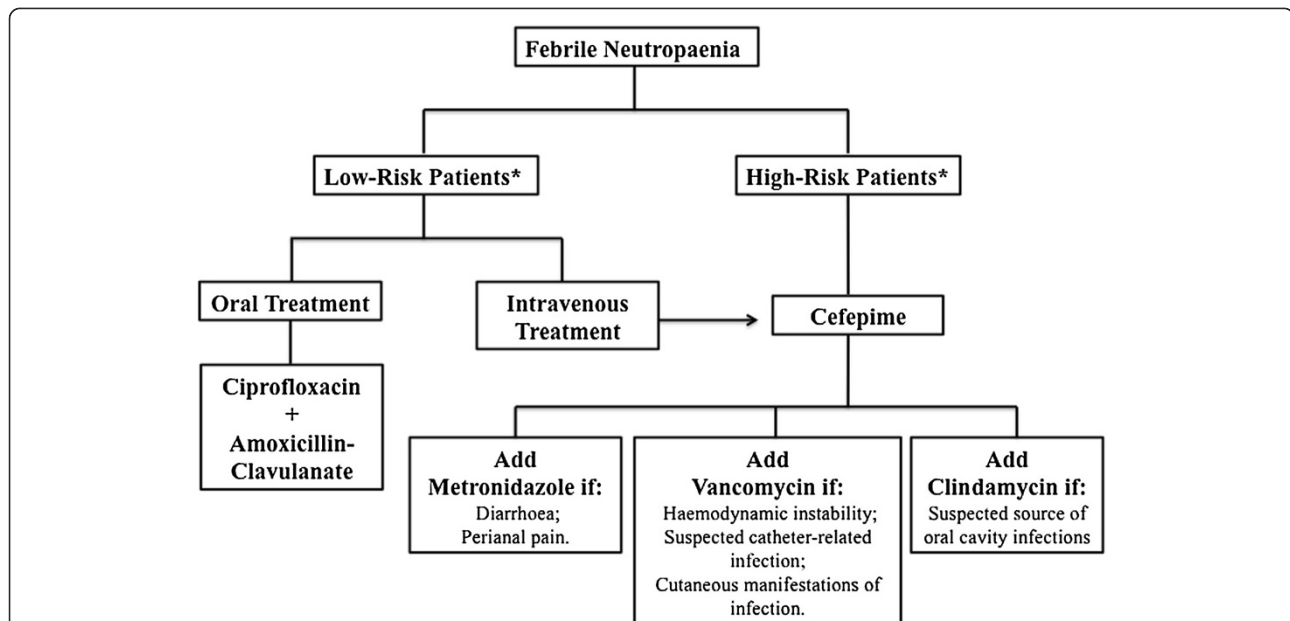 Febrile Neutropaenia
Low-Risk Patients*
High-Risk Patients*
Oral Treatment
Intravenous
Treatment
Cefepime
Ciprofloxacin
+
Amoxicillin-
Clavulanate
Add
Metronidazole if:
Diarrhoea;
Perianal pain.
Add
Vancomycin if:
Haemodynamic instability;
Suspected catheter-related
infection;
Cutaneous manifestations of
infection.
Add
Clindamycin if:
Suspected source of
oral cavity infections